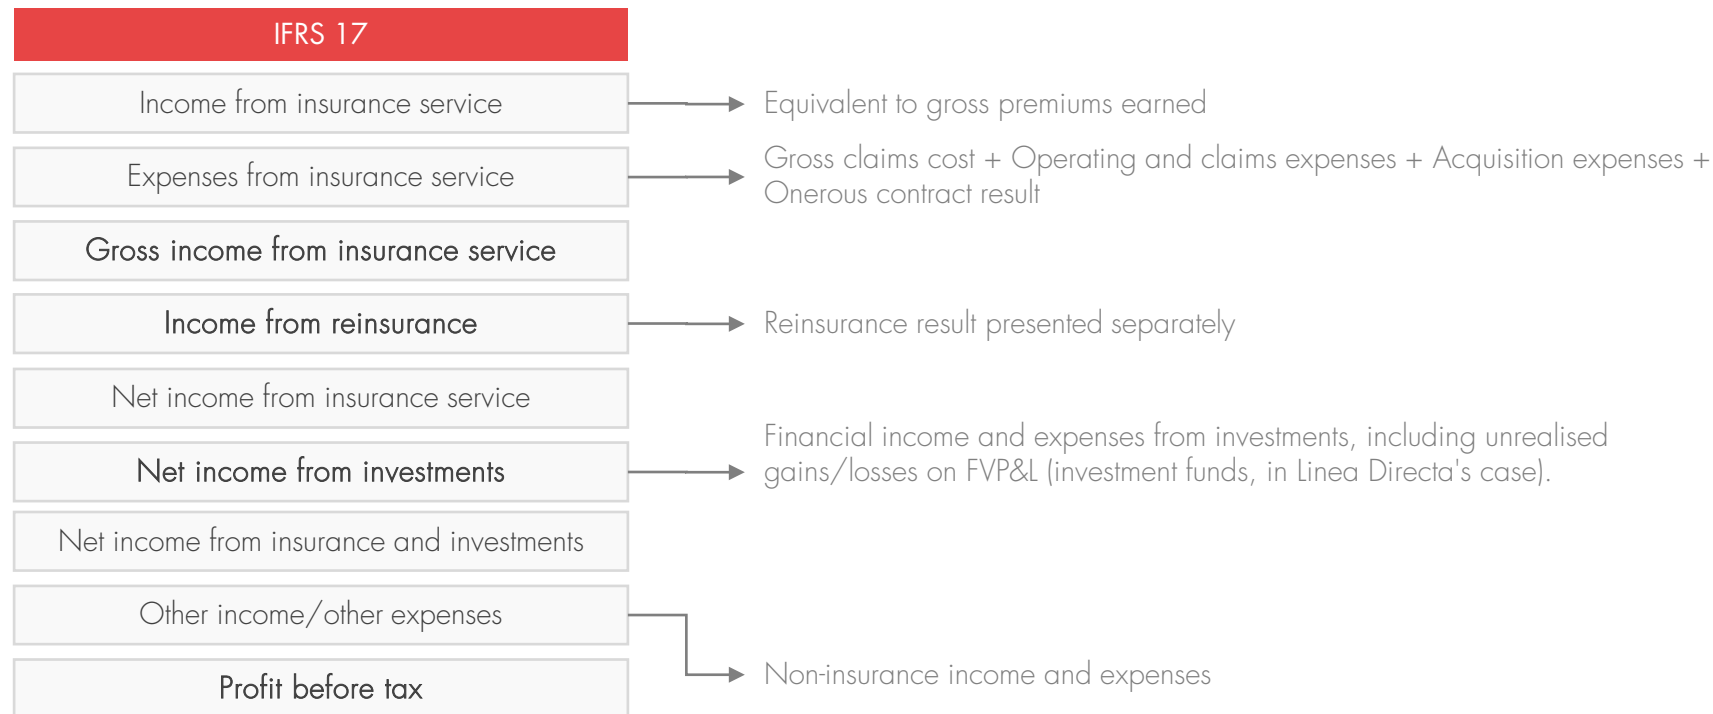 IFRS 17
Income from insurance service
Equivalent to gross premiums earned
Expenses from insurance service
Gross claims cost + Operating and claims expenses + Acquisition expenses +
Onerous contract result
Gross income from insurance service
Income from reinsurance
Reinsurance result presented separately
Net income from insurance service
Net income from investments
Financial income and expenses from investments, including unrealised
gains/losses on FVP&L (investment funds, in Linea Directa's case).
Net income from insurance and investments
Other income/other expenses
Non-insurance income and expenses
Profit before tax